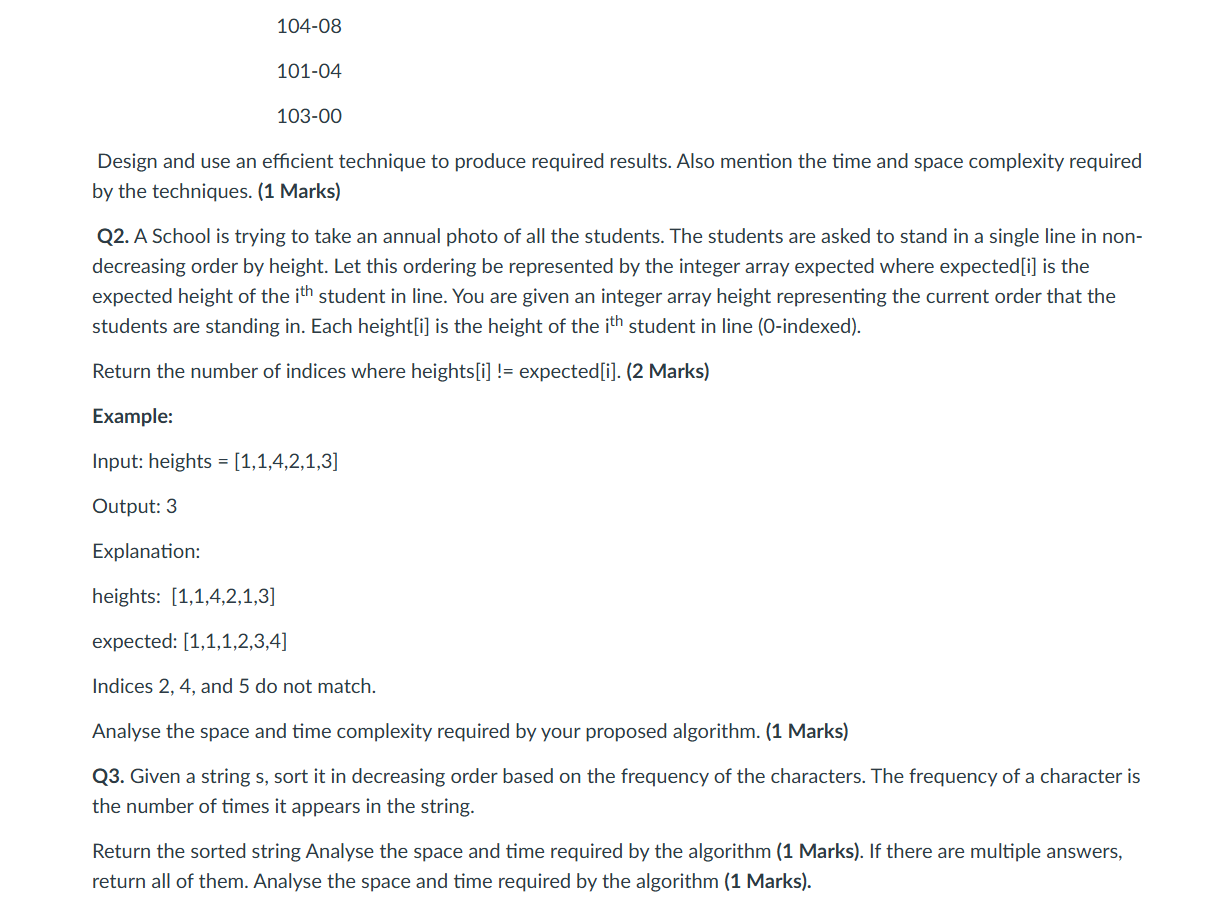 104-08
101-04
103-00
Design and use an efficient technique to produce required results. Also mention the time and space complexity required
by the techniques. (1 Marks)
Q2. A School is trying to take an annual photo of all the students. The students are asked to stand in a single line in non-
decreasing order by height. Let this ordering be represented by the integer array expected where expected[i] is the
expected height of the ith student in line. You are given an integer array height representing the current order that the
students are standing in. Each height[i] is the height of the ith student in line (0-indexed).
Return the number of indices where heights[i] != expected[i]. (2 Marks)
Example:
Input: heights = [1,1,4,2,1,3]
Output: 3
Explanation:
heights:  [1,1,4,2,1,3]
expected: [1,1,1,2,3,4]
Indices 2, 4, and 5 do not match.
Analyse the space and time complexity required by your proposed algorithm. (1 Marks)
Q3. Given a string s, sort it in decreasing order based on the frequency of the characters. The frequency of a character is
the number of times it appears in the string.
Return the sorted string Analyse the space and time required by the algorithm (1 Marks). If there are multiple answers,
return all of them. Analyse the space and time required by the algorithm (1 Marks).